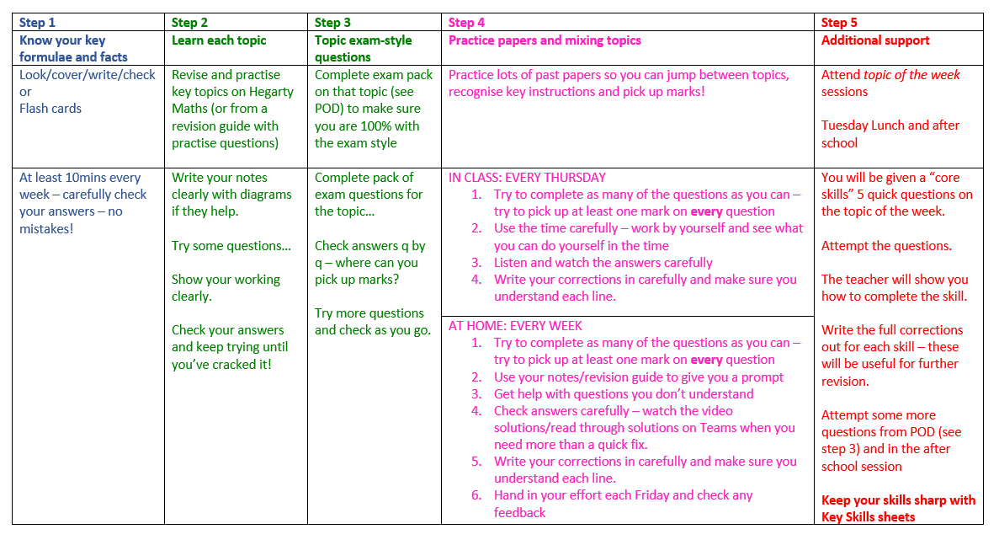 Step 1
Know your key
formulae and facts
Look/cover/write/check
or
Flash cards
At least 10mins every
week – carefully check
your answers – no
mistakes!
Step 2
Learn each topic
Revise and practise
key topics on Hegarty
Maths (or from a
revision guide with
practise questions)
Write your notes
clearly with diagrams
if they help.
Try some questions…
Show your working
clearly.
Check your answers
and keep trying until
you’ve cracked it!
Step 3
Topic exam-style
questions
Complete exam pack
on that topic (see
POD) to make sure
you are 100% with
the exam style
Complete pack of
exam questions for
the topic…
Check answers q by
q – where can you
pick up marks?
Try more questions
and check as you go.
Step 4
Practice papers and mixing topics
Practice lots of past papers so you can jump between topics,
recognise key instructions and pick up marks!
IN CLASS: EVERY THURSDAY
1. Try to complete as many of the questions as you can –
try to pick up at least one mark on every question
2. Use the time carefully – work by yourself and see what
you can do yourself in the time
3. Listen and watch the answers carefully
4. Write your corrections in carefully and make sure you
understand each line.
AT HOME: EVERY WEEK
1. Try to complete as many of the questions as you can –
try to pick up at least one mark on every question
2. Use your notes/revision guide to give you a prompt
3. Get help with questions you don’t understand
4. Check answers carefully – watch the video
solutions/read through solutions on Teams when you
need more than a quick fix.
5. Write your corrections in carefully and make sure you
understand each line.
6. Hand in your effort each Friday and check any
feedback
Step 5
Additional support
Attend topic of the week
sessions
Tuesday Lunch and after
school
You will be given a “core
skills” 5 quick questions on
the topic of the week.
Attempt the questions.
The teacher will show you
how to complete the skill.
Write the full corrections
out for each skill – these
will be useful for further
revision.
Attempt some more
questions from POD (see
step 3) and in the after
school session
Keep your skills sharp with
Key Skills sheets